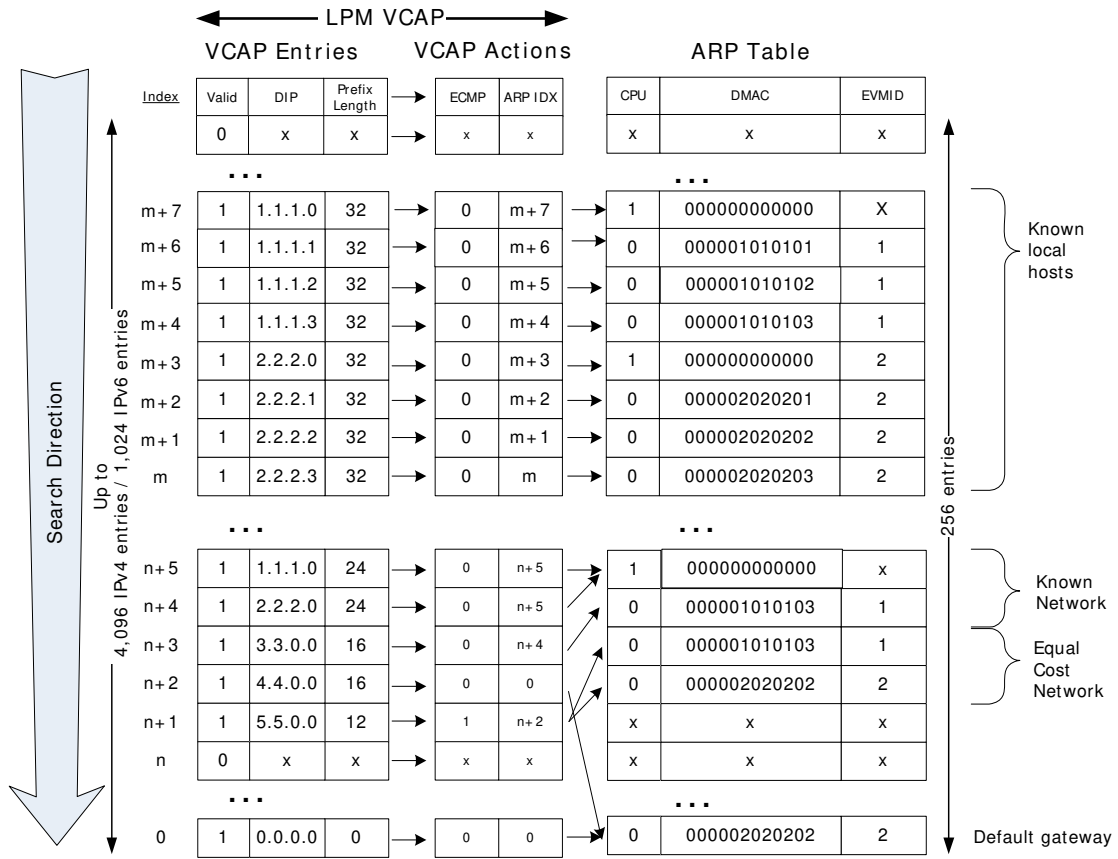 LPM VCAP
VCAP Entries VCAP Actions ARP Table
Index Valid DIP Prefix Length ECMP ARP IDX CPU DMAC EVMID
0 x x x x x x x
... ...
m+7 1 1.1.1.0 32 0 m+7 1 000000000000 X
m+6 1 1.1.1.1 32 0 m+6 0 000001010101 1
m+5 1 1.1.1.2 32 0 m+5 0 000001010102 1
m+4 1 1.1.1.3 32 0 m+4 0 000001010103 1
m+3 1 2.2.2.0 32 0 m+3 1 000000000000 2
m+2 1 2.2.2.1 32 0 m+2 0 000002020201 2
m+1 1 2.2.2.2 32 0 m+1 0 000002020202 2
m 1 2.2.2.3 32 0 m 0 000002020203 2
Known
local
hosts
... ...
n+5 1 1.1.1.0 24 0 n+5 1 000000000000 x
n+4 1 2.2.2.0 24 0 n+5 0 000001010103 1
n+3 1 3.3.0.0 16 0 n+4 0 000001010103 1
n+2 1 4.4.0.0 16 0 0 0 000002020202 2
n+1 1 5.5.0.0 12 1 n+2 x x x
n 0 x x x x x x x
Known
Network
Equal
Cost
Network
... ...
0 1 0.0.0.0 0 0 0 0 000002020202 2 Default gateway
Search Direction
Up to
4,096 IPv4 entries / 1,024 IPv6 entries
256 entries